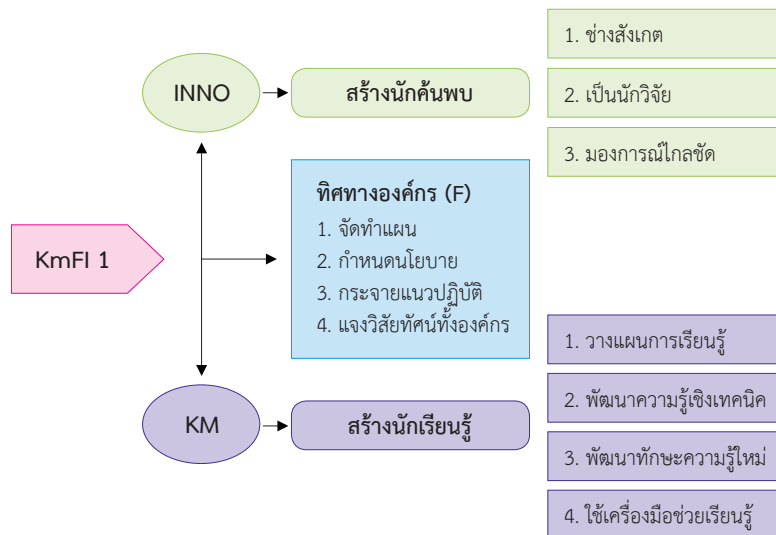 INNO
สร้างนักค้นพบ
1. ช่างสังเกต
2. เป็นนักวิจัย
3. มองการณ์ไกลชัด
KmFI 1
ทิศทางองค์กร (F)
1. จัดทำแผน
2. กำหนดนโยบาย
3. กระจายแนวปฏิบัติ
4. แจงวิสัยทัศน์ทั้งองค์กร
KM
สร้างนักเรียนรู้
1. วางแผนการเรียนรู้
2. พัฒนาความรู้เชิงเทคนิค
3. พัฒนาทักษะความรู้ใหม่
4. ใช้เครื่องมือช่วยเรียนรู้